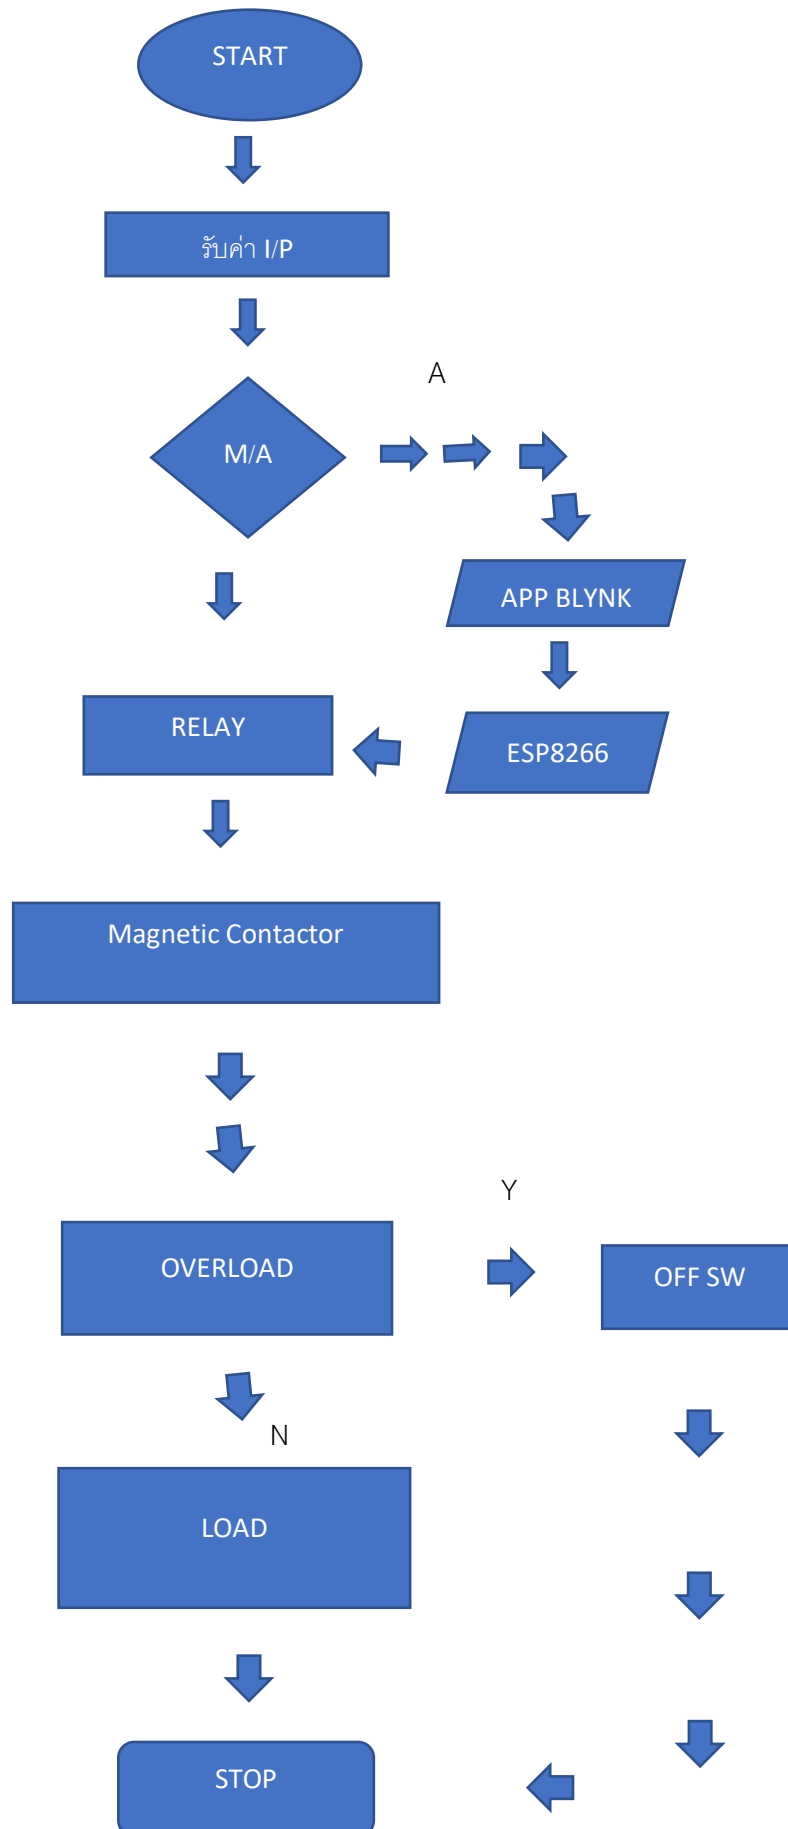 START
รับค่า I/P
A
M/A
APP BLYNK
RELAY
ESP8266
Magnetic Contactor
Y
OVERLOAD
OFF SW
N
LOAD
STOP